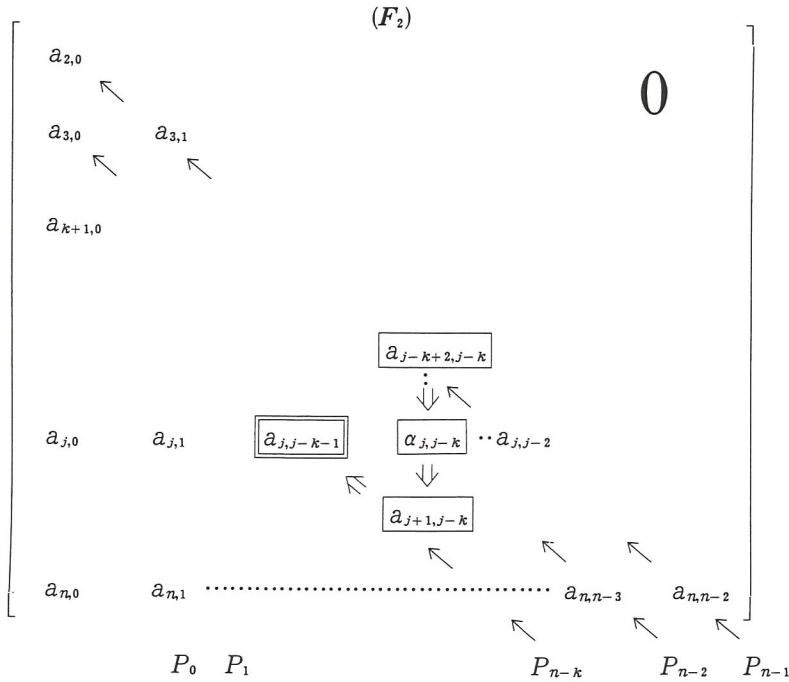 (F₂)
a₂,₀
0
a₃,₀ a₃,₁
aₖ₊₁,₀
aⱼ₋ₖ₊₂,ⱼ₋ₖ
aⱼ,₀ aⱼ,₁ aⱼ,ⱼ₋ₖ₋₁ αⱼ,ⱼ₋ₖ ‥aⱼ,ⱼ₋₂
aⱼ₊₁,ⱼ₋ₖ
aₙ,₀ aₙ,₁ ........ aₙ,ₙ₋₃ aₙ,ₙ₋₂
P₀ P₁ Pₙ₋ₖ Pₙ₋₂ Pₙ₋₁